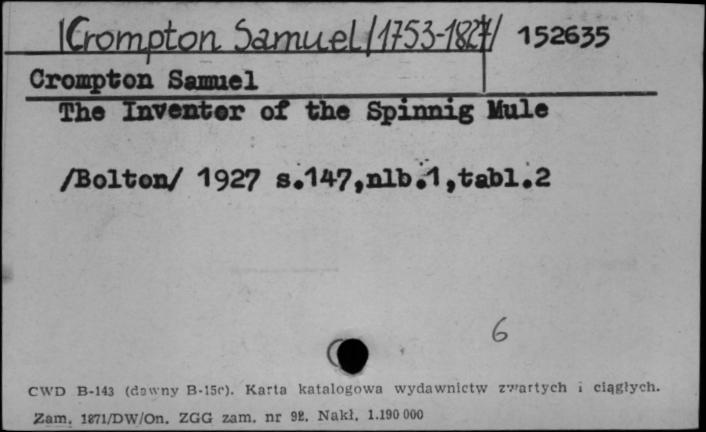 Crompton Samuel /1753-1827/ 152635
Crompton Samuel
The Inventer of the Spinnig Mule
/Bolton/ 1927 s.147,nlb.1,tabl.2
6
CWD B-143 (dawny B-15c). Karta katalogowa wydawnictw zwartych i ciągłych.
Zam. 1871/DW/On. ZGG zam. nr 92. Nakł. 1.190 000